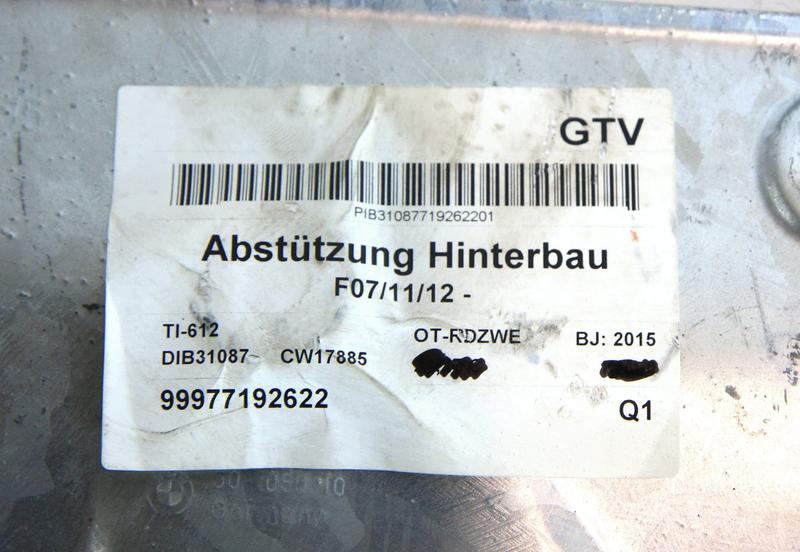 GTV
PIB31087719262201
Abstützung Hinterbau
F07/11/12 -
TI-612 OT-RDZWE BJ: 2015
DIB31087 CW17885
99977192622 Q1